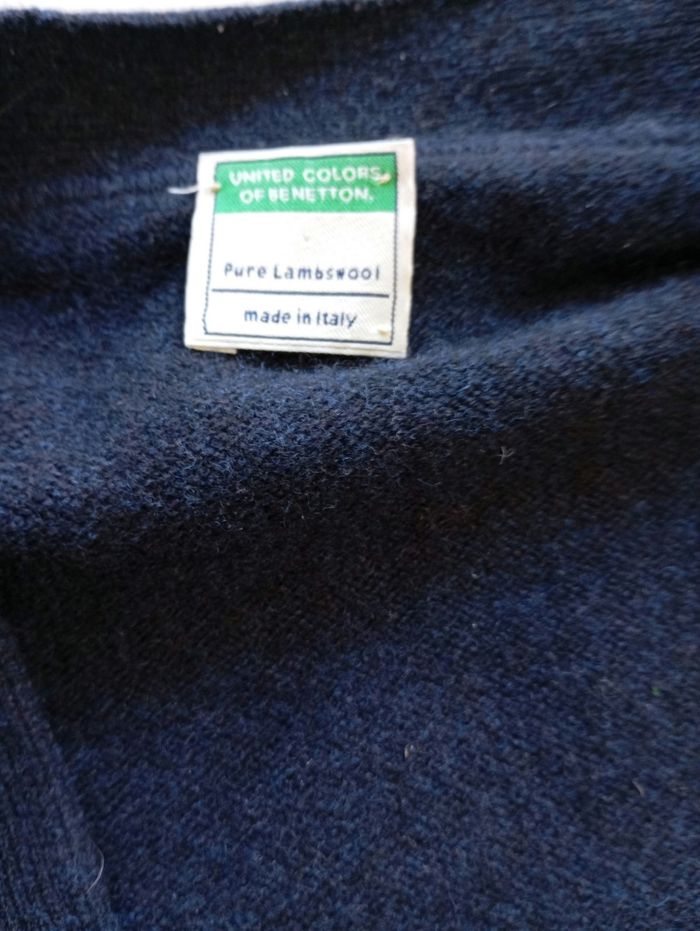 UNITED COLORS
OF BENETTON.
Pure Lambswool
made in Italy